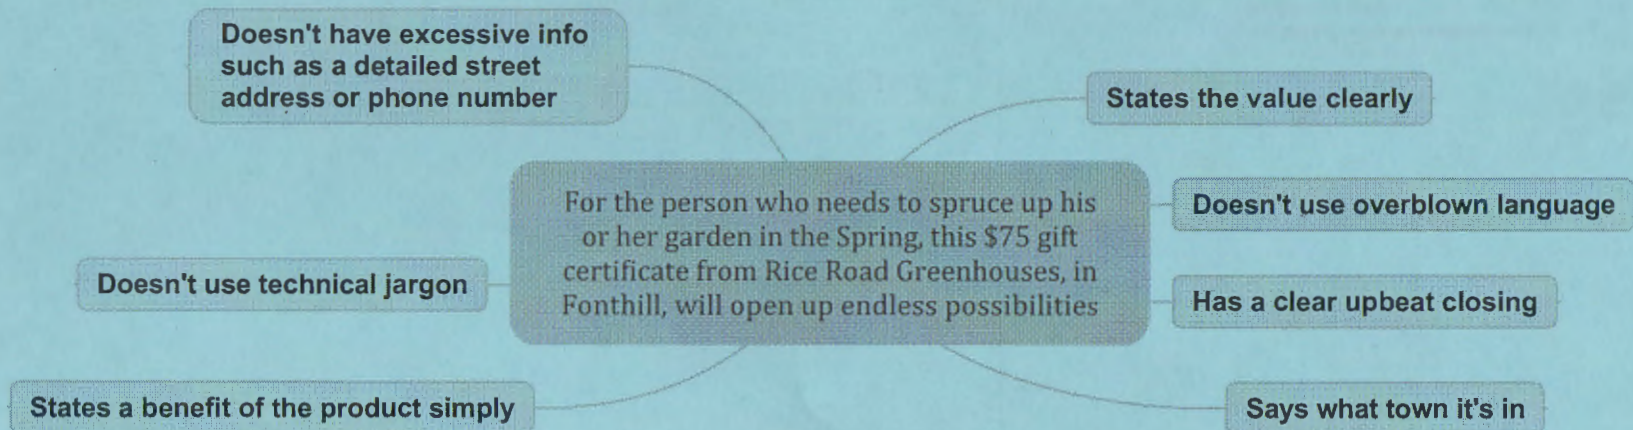 Doesn't have excessive info
such as a detailed street
address or phone number
States the value clearly
For the person who needs to spruce up his
or her garden in the Spring, this $75 gift
certificate from Rice Road Greenhouses, in
Fonthill, will open up endless possibilities
Doesn't use overblown language
Doesn't use technical jargon
Has a clear upbeat closing
States a benefit of the product simply
Says what town it's in